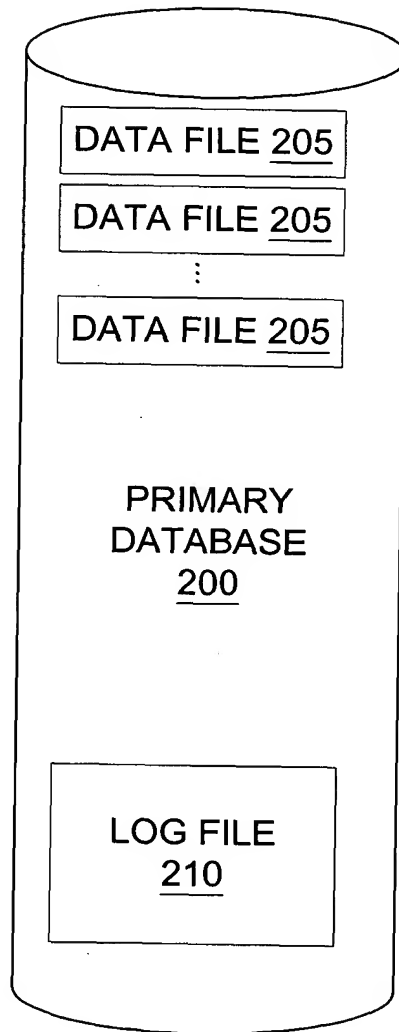 DATA FILE 205
DATA FILE 205
⋮
DATA FILE 205
PRIMARY
DATABASE
200
LOG FILE
210